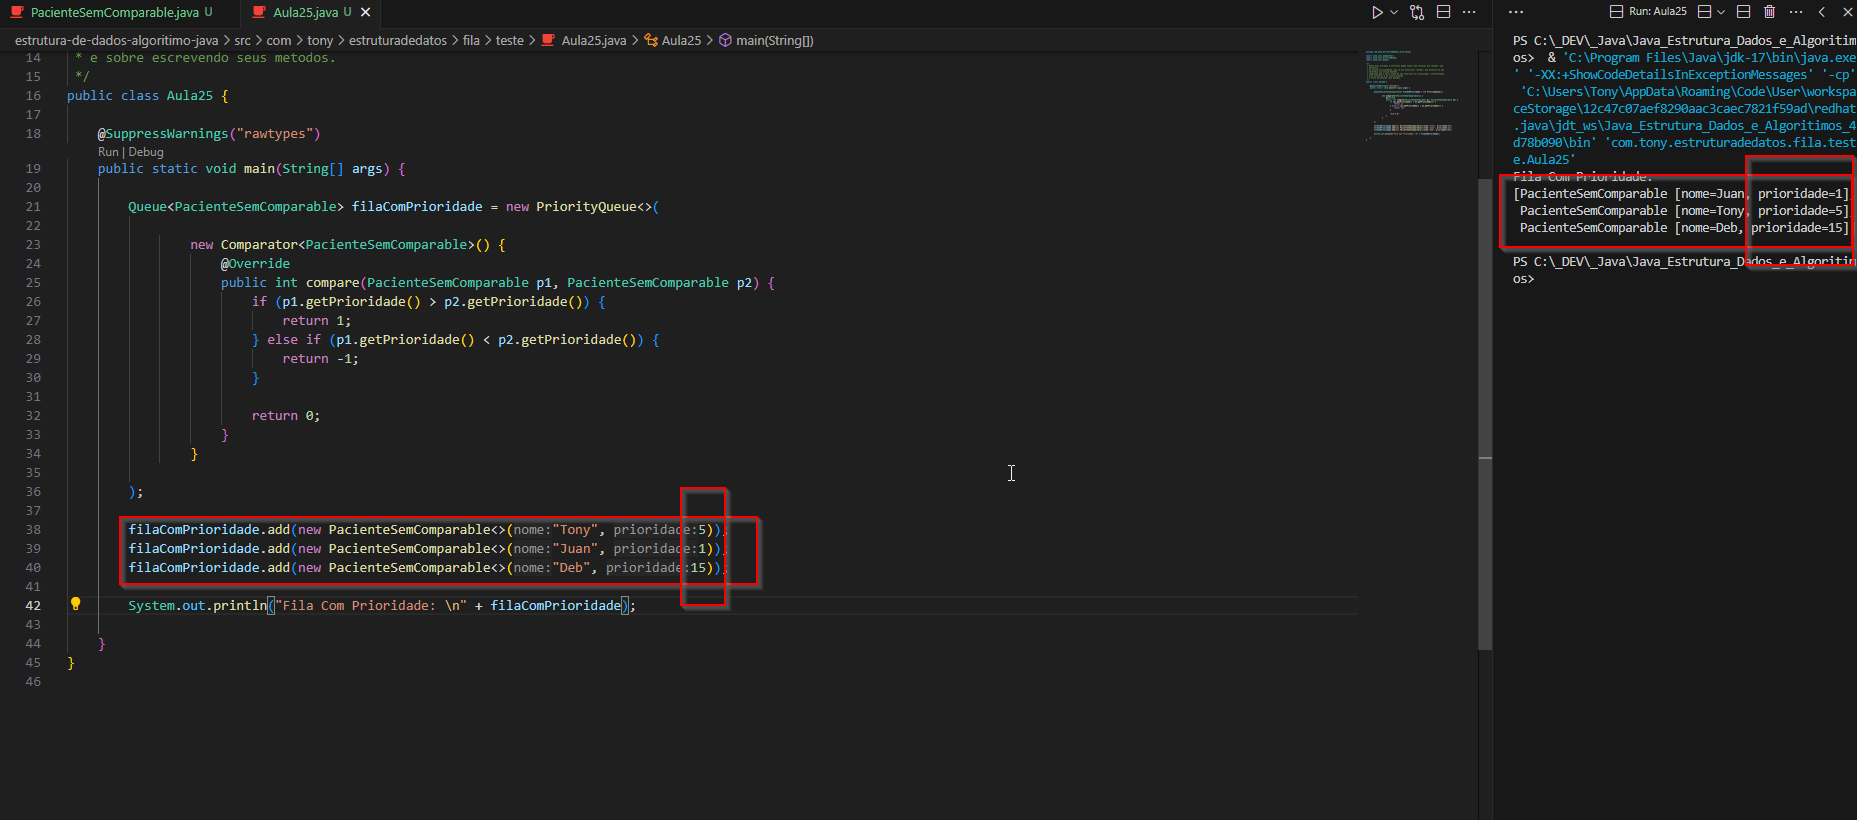 PacienteSemComparable.java U
Aula25.java U
Run: Aula25
estrutura-de-dados-algoritimo-java > src > com > tony > estruturadedatos > fila > teste > Aula25.java > Aula25 > main(String[])
14 * e sobre escrevendo seus metodos.
15 */
16 public class Aula25 {
17
18 @SuppressWarnings("rawtypes")
Run | Debug
19 public static void main(String[] args) {
20
21 Queue<PacienteSemComparable> filaComPrioridade = new PriorityQueue<>(
22
23 new Comparator<PacienteSemComparable>() {
24 @Override
25 public int compare(PacienteSemComparable p1, PacienteSemComparable p2) {
26 if (p1.getPrioridade() > p2.getPrioridade()) {
27 return 1;
28 } else if (p1.getPrioridade() < p2.getPrioridade()) {
29 return -1;
30 }
31
32 return 0;
33 }
34 }
35
36 );
37
38 filaComPrioridade.add(new PacienteSemComparable<>(nome:"Tony", prioridade:5));
39 filaComPrioridade.add(new PacienteSemComparable<>(nome:"Juan", prioridade:1));
40 filaComPrioridade.add(new PacienteSemComparable<>(nome:"Deb", prioridade:15));
41
42 System.out.println("Fila Com Prioridade: \n" + filaComPrioridade);
43
44 }
45 }
46
PS C:\_DEV\_Java\Java_Estrutura_Dados_e_Algoritim
os> & 'C:\Program Files\Java\jdk-17\bin\java.exe
' '-XX:+ShowCodeDetailsInExceptionMessages' '-cp'
'C:\Users\Tony\AppData\Roaming\Code\User\workspa
ceStorage\12c47c07aef8290aac3caec7821f59ad\redhat
.java\jdt_ws\Java_Estrutura_Dados_e_Algoritimos_4
d78b090\bin' 'com.tony.estruturadedatos.fila.test
e.Aula25'
Fila Com Prioridade:
[PacienteSemComparable [nome=Juan, prioridade=1],
PacienteSemComparable [nome=Tony, prioridade=5],
PacienteSemComparable [nome=Deb, prioridade=15]]
PS C:\_DEV\_Java\Java_Estrutura_Dados_e_Algoritim
os>